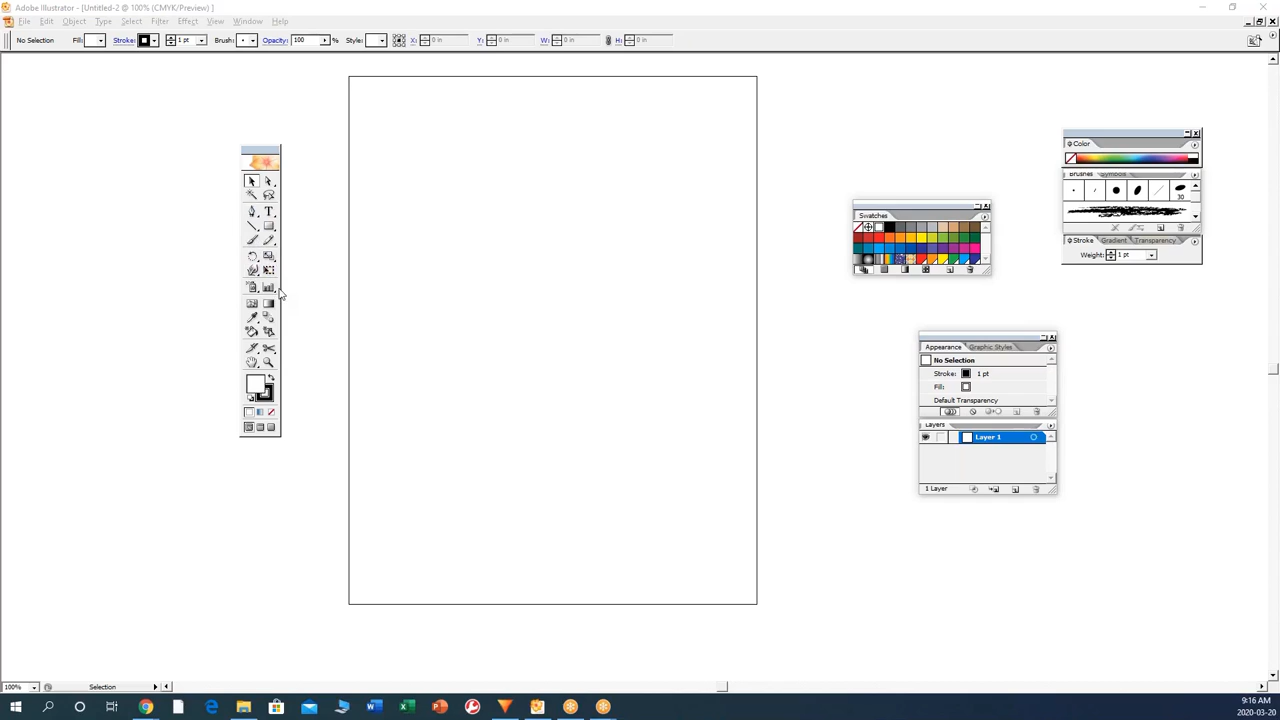 Adobe Illustrator - [Untitled-2 @ 100% (CMYK/Preview) ]
File Edit Object Type Select Filter Effect View Window Help
No Selection Fill: Stroke: 1 pt Brush: Opacity: 100 % Style: X: 0 in Y: 0 in W: 0 in H: 0 in
Color
Brushes Symbols
30
Stroke Gradient Transparency
Weight: 1 pt
Swatches
Appearance Graphic Styles
No Selection
Stroke: 1 pt
Fill:
Default Transparency
Layers
Layer 1
1 Layer
100% Selection
9:16 AM
2020-03-20